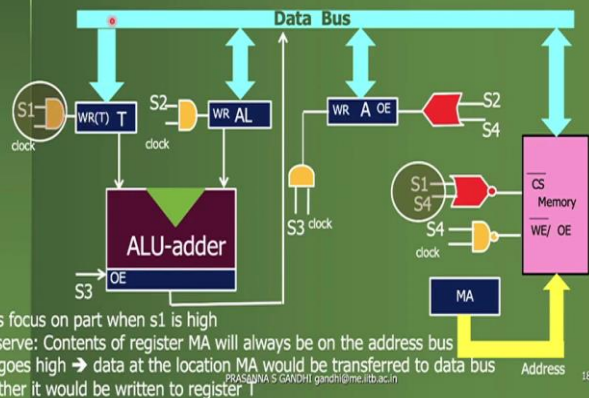 Data Bus
S1
WR(T) T
clock
S2
WR AL
clock
WR A OE
S2
S4
S3 clock
S1
S4
CS
Memory
S4
clock
WE/ OE
ALU-adder
OE
S3
MA
Address
s focus on part when s1 is high
serve: Contents of register MA will always be on the address bus
goes high ➔ data at the location MA would be transferred to data bus
ther it would be written to register T
PRASANNA S GANDHI gandhi@me.iitb.ac.in
18